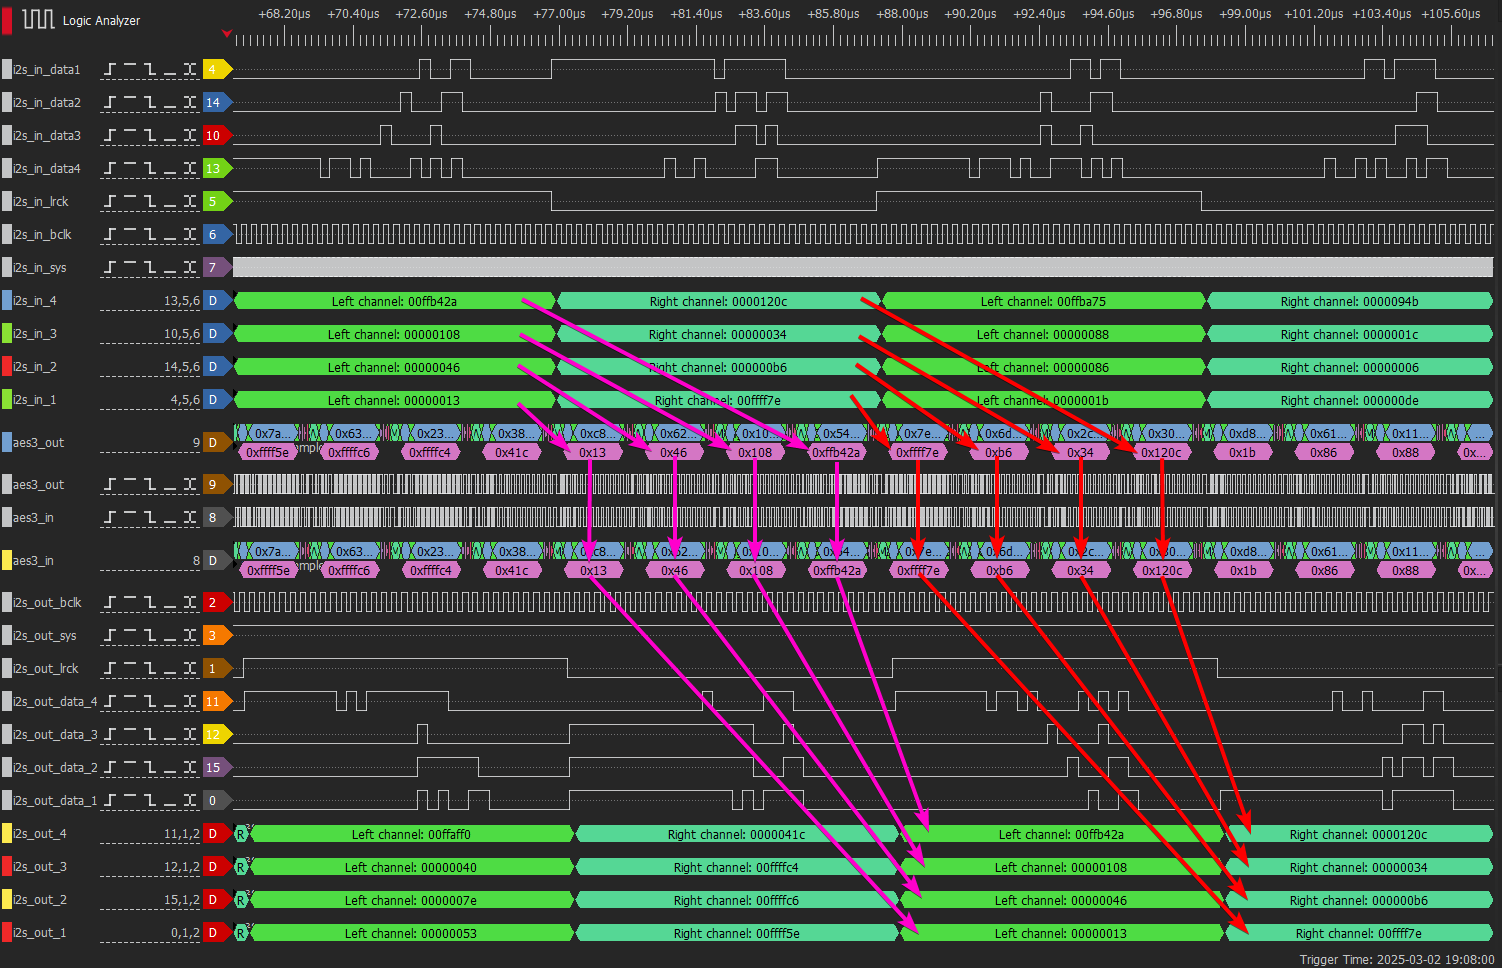 Logic Analyzer
+68.20µs +70.40µs +72.60µs +74.80µs +77.00µs +79.20µs +81.40µs +83.60µs +85.80µs +88.00µs +90.20µs +92.40µs +94.60µs +96.80µs +99.00µs +101.20µs +103.40µs +105.60µs
i2s_in_data1 4
i2s_in_data2 14
i2s_in_data3 10
i2s_in_data4 13
i2s_in_lrck 5
i2s_in_bclk 6
i2s_in_sys 7
i2s_in_4 13,5,6 D Left channel: 00ffb42a Right channel: 0000120c Left channel: 00ffba75 Right channel: 0000094b
i2s_in_3 10,5,6 D Left channel: 00000108 Right channel: 00000034 Left channel: 00000088 Right channel: 0000001c
i2s_in_2 14,5,6 D Left channel: 00000046 Right channel: 000000b6 Left channel: 00000086 Right channel: 00000006
i2s_in_1 4,5,6 D Left channel: 00000013 Right channel: 00ffff7e Left channel: 0000001b Right channel: 000000de
0x7a... 0x63... 0x23... 0x38... 0xc8... 0x62... 0x10... 0x54... 0x7e... 0x6d... 0x2c... 0x30... 0xd8... 0x61... 0x11... ...
aes3_out 9 D
0xffff5e 0xffffc6 0xffffc4 0x41c 0x13 0x46 0x108 0xffb42a 0xffff7e 0xb6 0x34 0x120c 0x1b 0x86 0x88 0x...
aes3_out 9
aes3_in 8
0x7a... 0x63... 0x23... 0x38... 0xd8... 0x61... 0x11... ...
aes3_in 8 D
0xffff5e 0xffffc6 0xffffc4 0x41c 0x13 0x46 0x108 0xffb42a 0xffff7e 0xb6 0x34 0x120c 0x1b 0x86 0x88 0x...
i2s_out_bclk 2
i2s_out_sys 3
i2s_out_lrck 1
i2s_out_data_4 11
i2s_out_data_3 12
i2s_out_data_2 15
i2s_out_data_1 0
i2s_out_4 11,1,2 D R Left channel: 00ffaff0 Right channel: 0000041c Left channel: 00ffb42a Right channel: 0000120c
i2s_out_3 12,1,2 D R Left channel: 00000040 Right channel: 00ffffc4 Left channel: 00000108 Right channel: 00000034
i2s_out_2 15,1,2 D R Left channel: 0000007e Right channel: 00ffffc6 Left channel: 00000046 Right channel: 000000b6
i2s_out_1 0,1,2 D R Left channel: 00000053 Right channel: 00ffff5e Left channel: 00000013 Right channel: 00ffff7e
Trigger Time: 2025-03-02 19:08:00